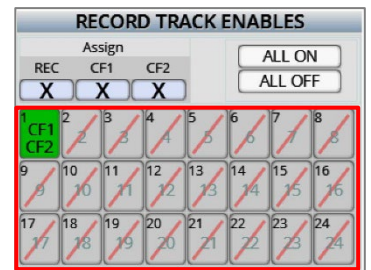 RECORD TRACK ENABLES
Assign
REC CF1 CF2
X X X
ALL ON
ALL OFF
1 2 3 4 5 6 7 8
CF1 2 3 4 5 6 7 8
CF2
9 10 11 12 13 14 15 16
9 10 11 12 13 14 15 16
17 18 19 20 21 22 23 24
17 18 19 20 21 22 23 24